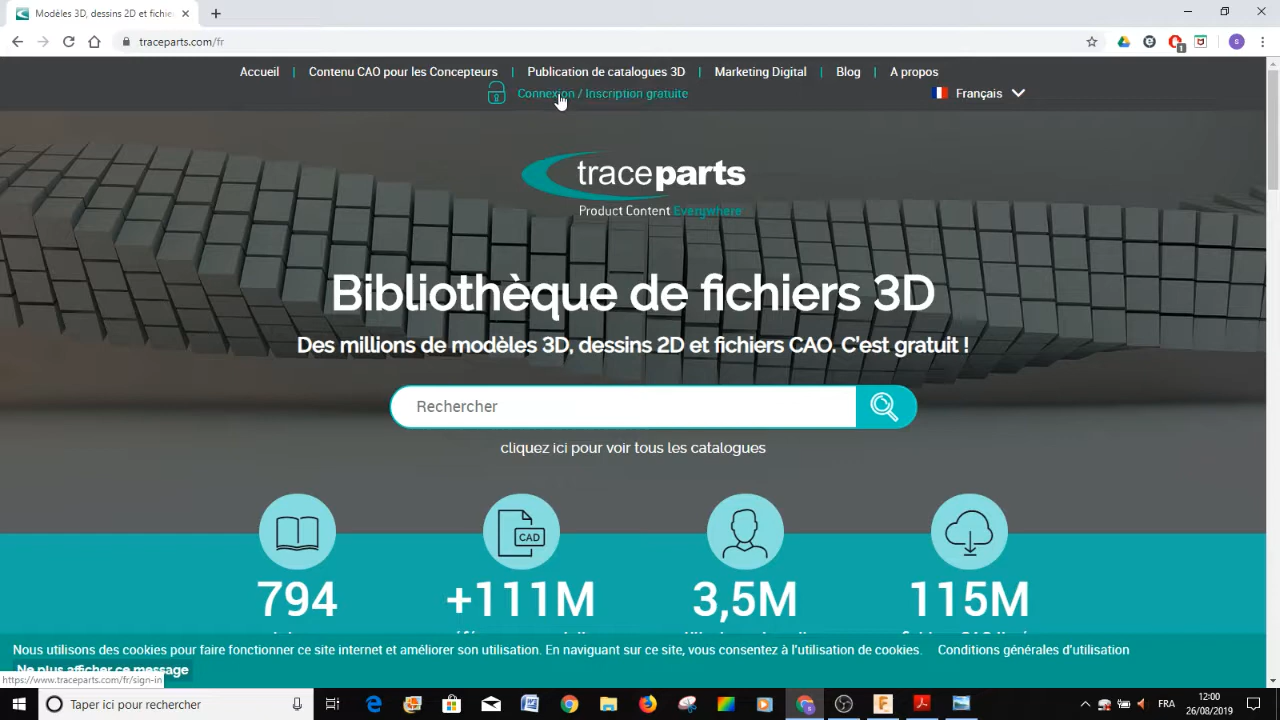 Modèles 3D, dessins 2D et fichie
traceparts.com/fr
1
S
Accueil | Contenu CAO pour les Concepteurs | Publication de catalogues 3D | Marketing Digital | Blog | A propos
Connexion / Inscription gratuite
Français
traceparts
Product Content Everywhere
Bibliothèque de fichiers 3D
Des millions de modèles 3D, dessins 2D et fichiers CAO. C'est gratuit !
Rechercher
cliquez ici pour voir tous les catalogues
CAD
794
+111M
3,5M
115M
Nous utilisons des cookies pour faire fonctionner ce site internet et améliorer son utilisation. En naviguant sur ce site, vous consentez à l'utilisation de cookies. Conditions générales d'utilisation
Ne plus afficher ce message
https://www.traceparts.com/fr/sign-in
Taper ici pour rechercher
FRA
12:00
26/08/2019